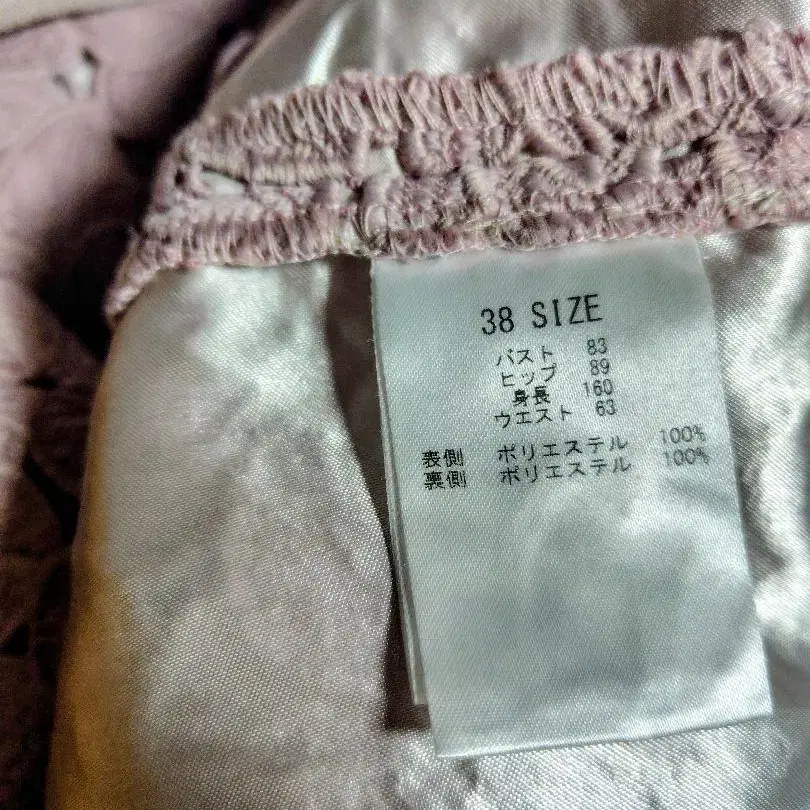 38 SIZE
バスト 83
ヒップ 89
身長 160
ウエスト 63
表側 ポリエステル 100%
裏側 ポリエステル 100%